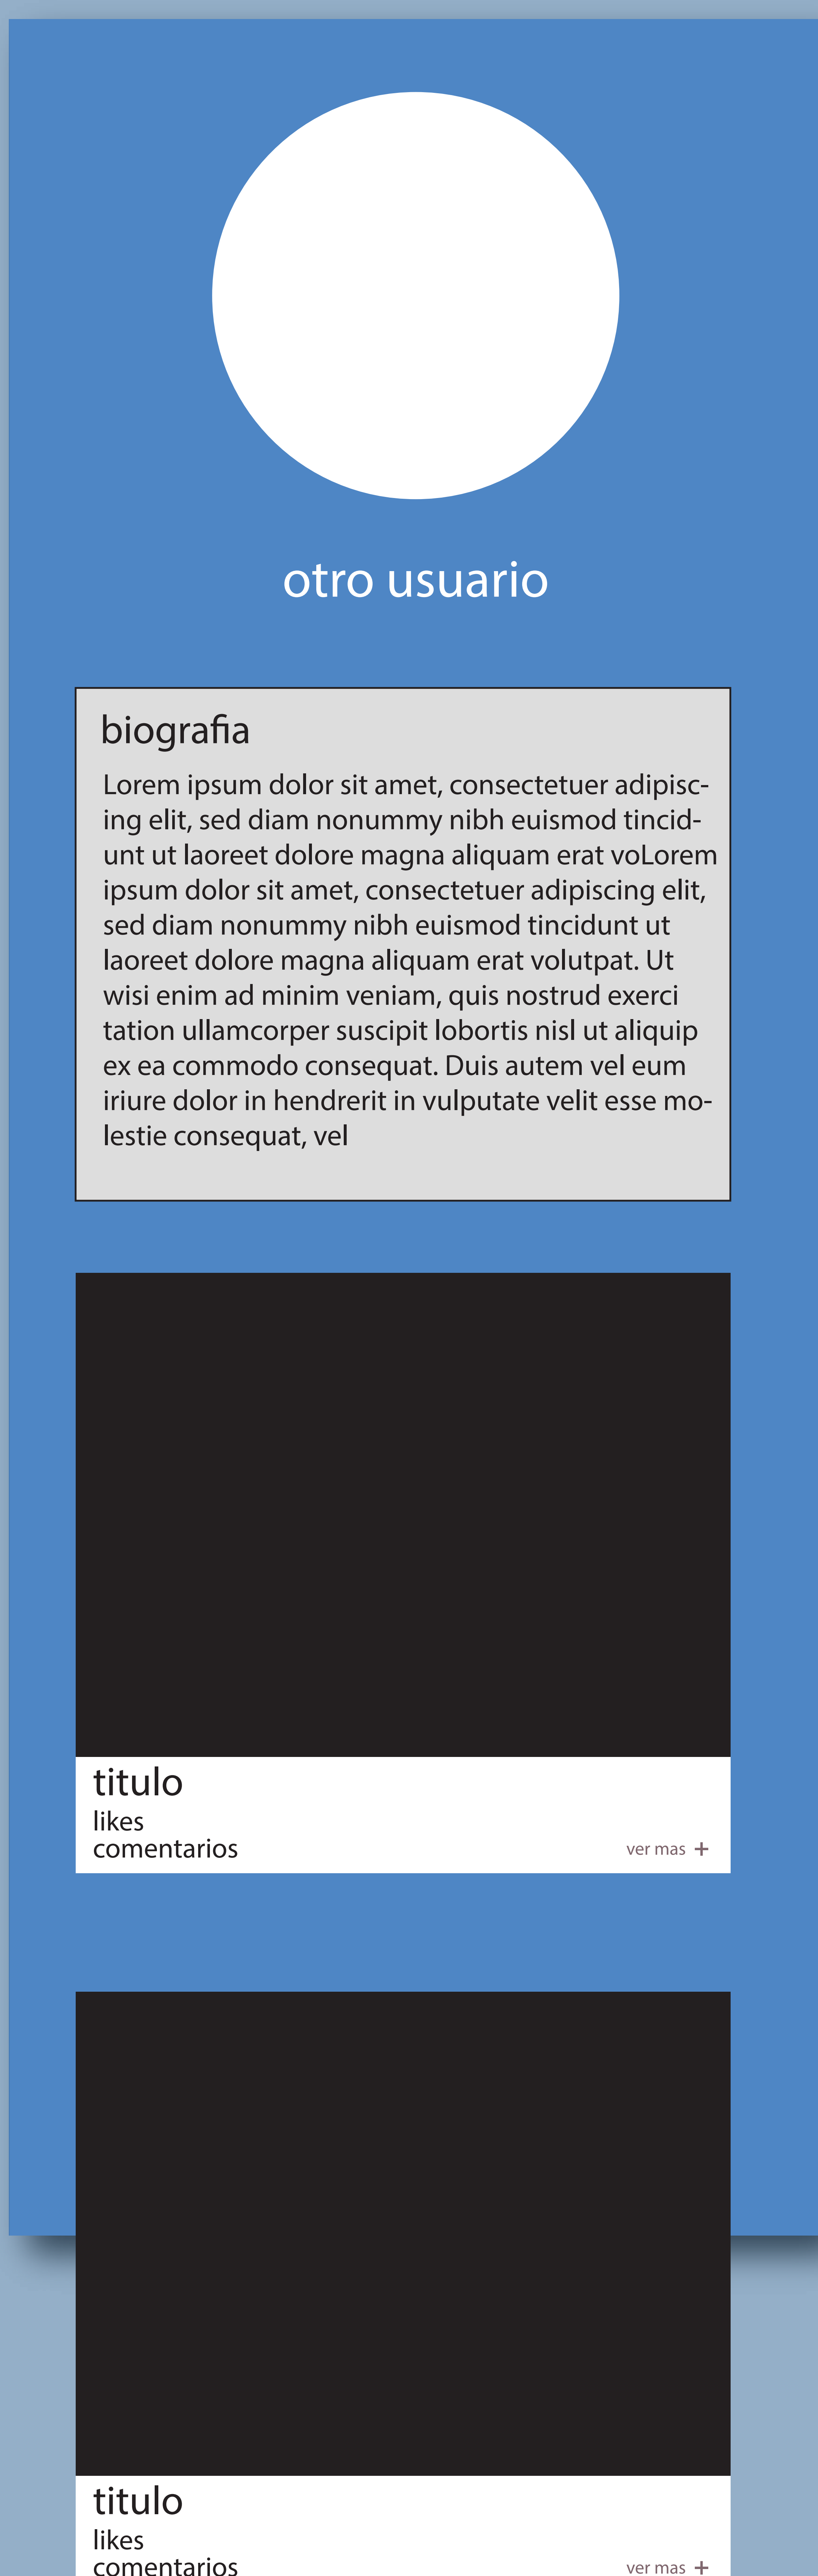 otro usuario
biografia
Lorem ipsum dolor sit amet, consectetuer adipisc-
ing elit, sed diam nonummy nibh euismod tincid-
unt ut laoreet dolore magna aliquam erat voLorem
ipsum dolor sit amet, consectetuer adipiscing elit,
sed diam nonummy nibh euismod tincidunt ut
laoreet dolore magna aliquam erat volutpat. Ut
wisi enim ad minim veniam, quis nostrud exerci
tation ullamcorper suscipit lobortis nisl ut aliquip
ex ea commodo consequat. Duis autem vel eum
iriure dolor in hendrerit in vulputate velit esse mo-
lestie consequat, vel
titulo
likes
comentarios
ver mas +
titulo
likes
comentarios
ver mas +